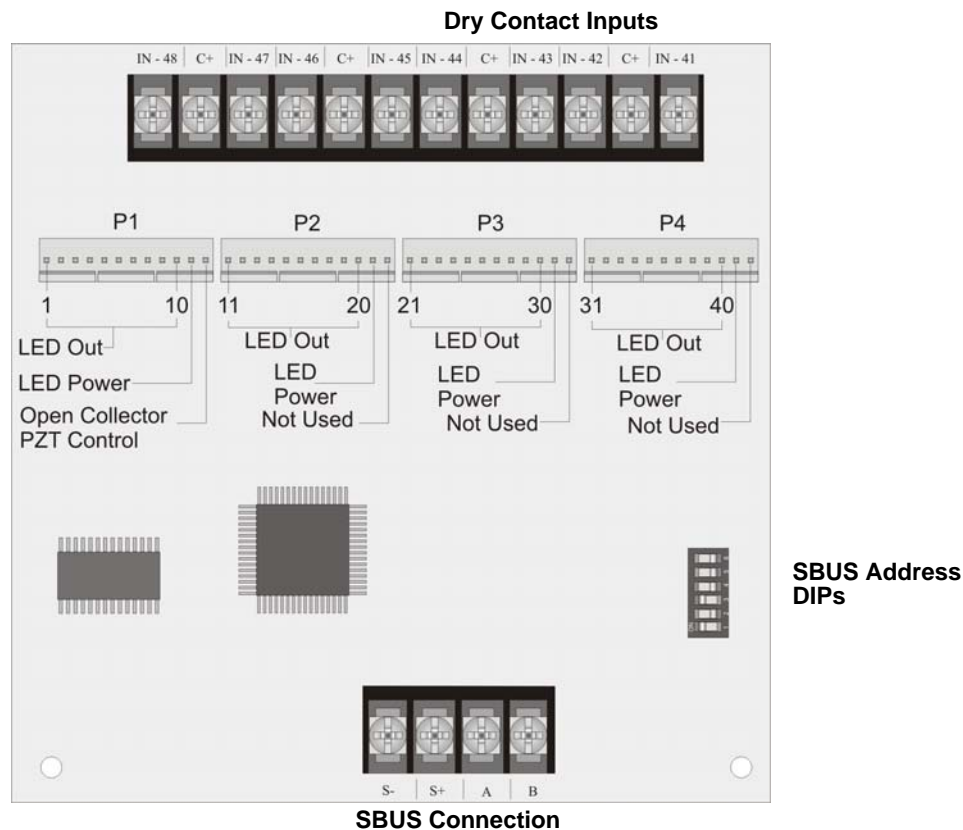 Dry Contact Inputs
IN - 48 C+ IN - 47 IN - 46 C+ IN - 45 IN - 44 C+ IN - 43 IN - 42 C+ IN - 41
P1 P2 P3 P4
1 10 11 20 21 30 31 40
LED Out
LED Power
Open Collector
PZT Control
LED Out
LED
Power
Not Used
LED Out
LED
Power
Not Used
LED Out
LED
Power
Not Used
SBUS Address
DIPs
S- S+ A B
SBUS Connection